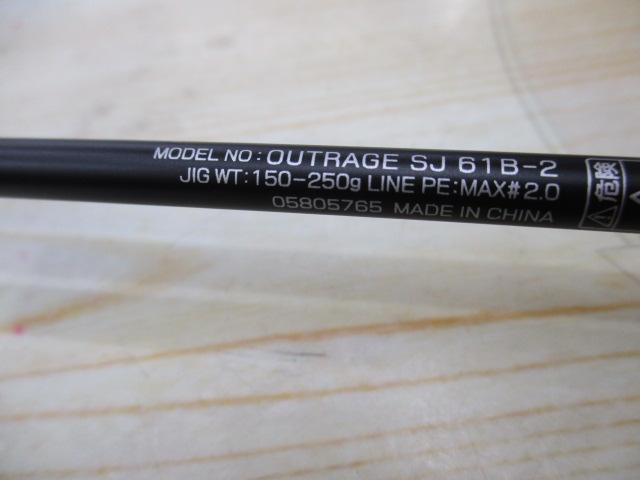 MODEL NO:OUTRAGE SJ 61B-2
JIG WT:150-250g LINE PE:MAX#2.0
05805765 MADE IN CHINA
危険